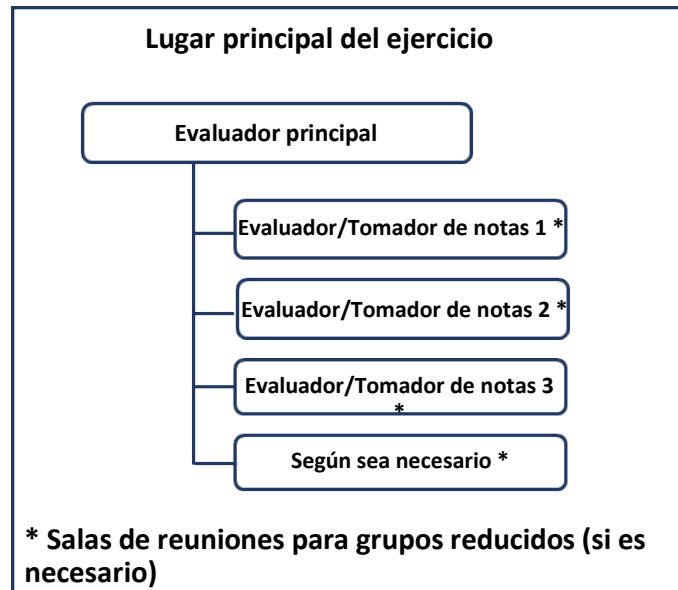 Lugar principal del ejercicio
Evaluador principal
Evaluador/Tomador de notas 1 *
Evaluador/Tomador de notas 2 *
Evaluador/Tomador de notas 3
*
Según sea necesario *
* Salas de reuniones para grupos reducidos (si es
necesario)